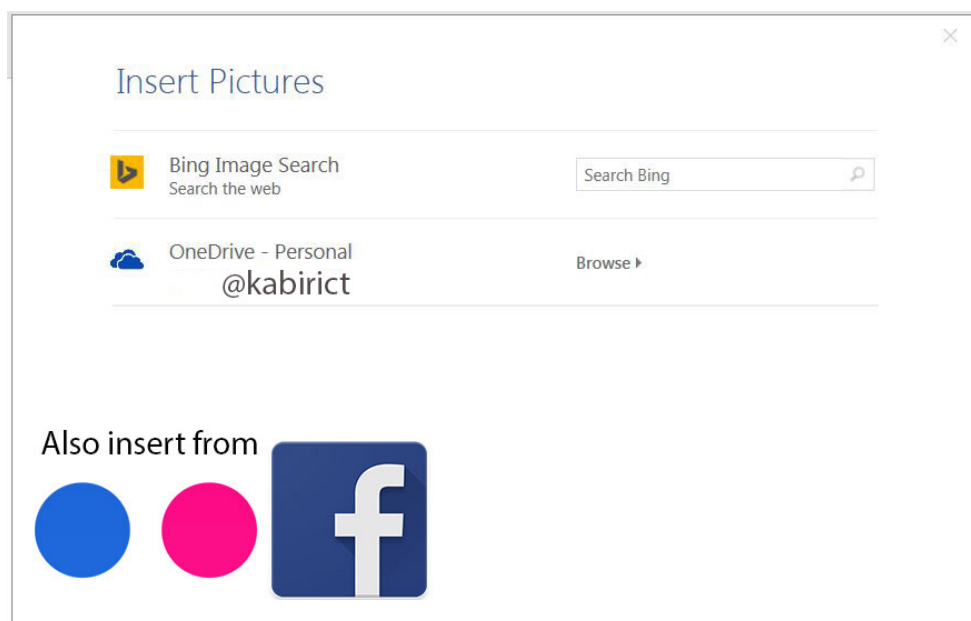 Insert Pictures
Bing Image Search
Search the web
Search Bing
OneDrive - Personal
@kabirict
Browse
Also insert from